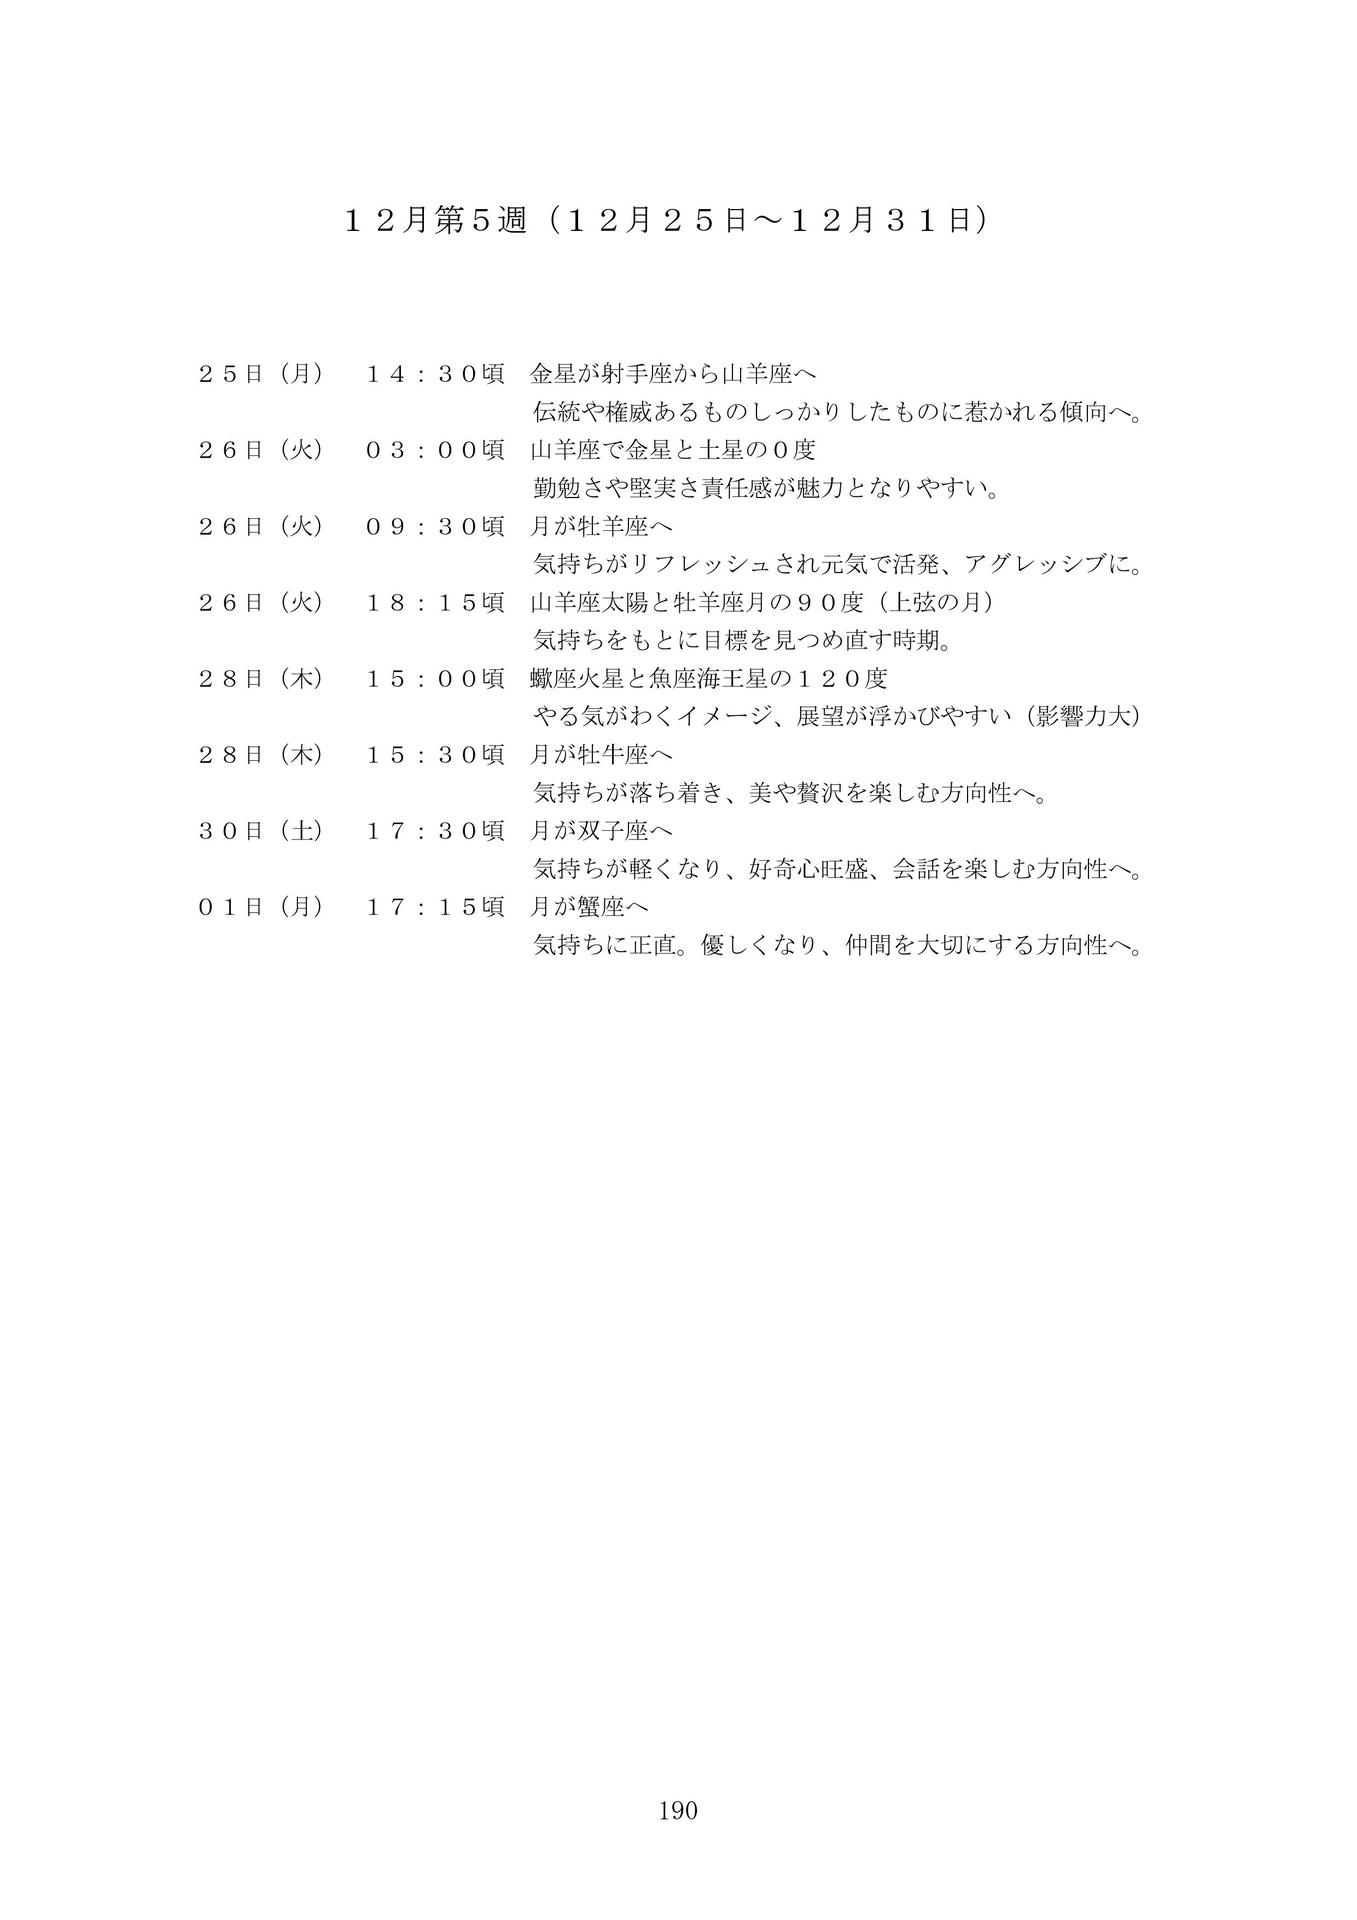 １２月第５週（１２月２５日～１２月３１日）
２５日（月）　１４：３０頃　金星が射手座から山羊座へ
伝統や権威あるものしっかりしたものに惹かれる傾向へ。
２６日（火）　０３：００頃　山羊座で金星と土星の０度
勤勉さや堅実さ責任感が魅力となりやすい。
２６日（火）　０９：３０頃　月が牡羊座へ
気持ちがリフレッシュされ元気で活発、アグレッシブに。
２６日（火）　１８：１５頃　山羊座太陽と牡羊座月の９０度（上弦の月）
気持ちをもとに目標を見つめ直す時期。
２８日（木）　１５：００頃　蠍座火星と魚座海王星の１２０度
やる気がわくイメージ、展望が浮かびやすい（影響力大）
２８日（木）　１５：３０頃　月が牡牛座へ
気持ちが落ち着き、美や贅沢を楽しむ方向性へ。
３０日（土）　１７：３０頃　月が双子座へ
気持ちが軽くなり、好奇心旺盛、会話を楽しむ方向性へ。
０１日（月）　１７：１５頃　月が蟹座へ
気持ちに正直。優しくなり、仲間を大切にする方向性へ。
190